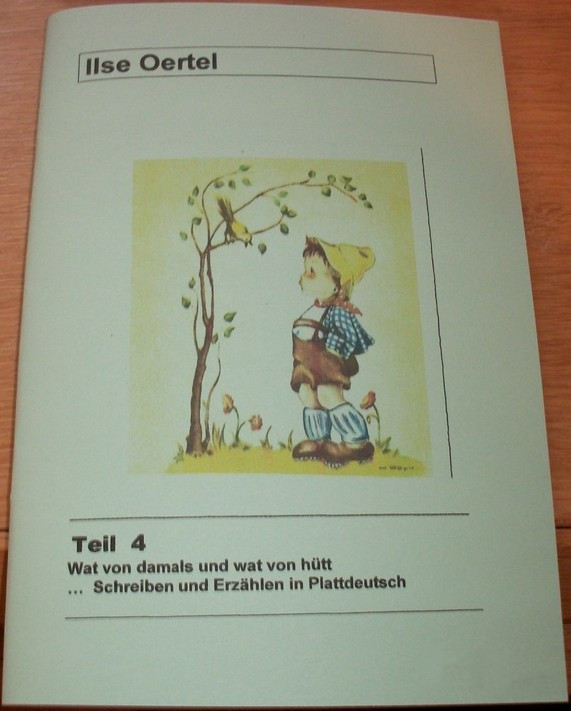 Ilse Oertel
Teil 4
Wat von damals und wat von hütt
... Schreiben und Erzählen in Plattdeutsch